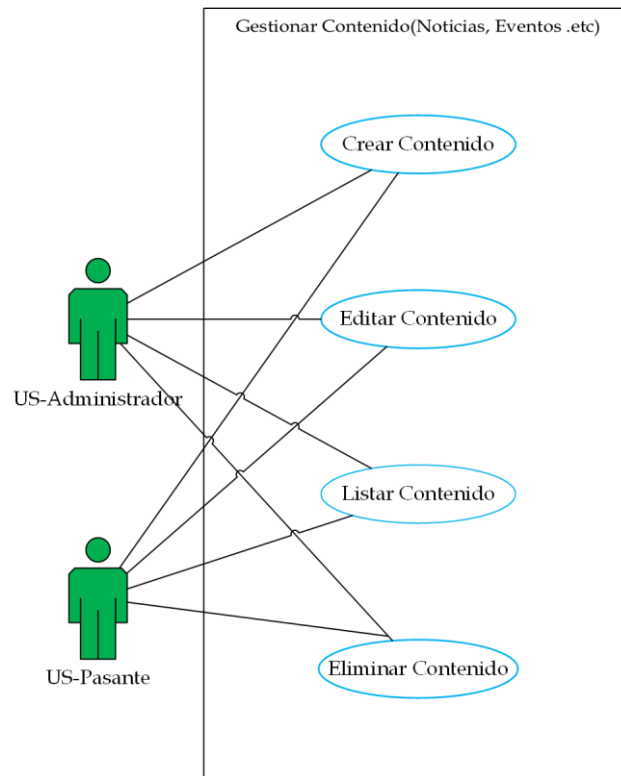 Gestionar Contenido(Noticias, Eventos .etc)
Crear Contenido
Editar Contenido
US-Administrador
Listar Contenido
US-Pasante
Eliminar Contenido